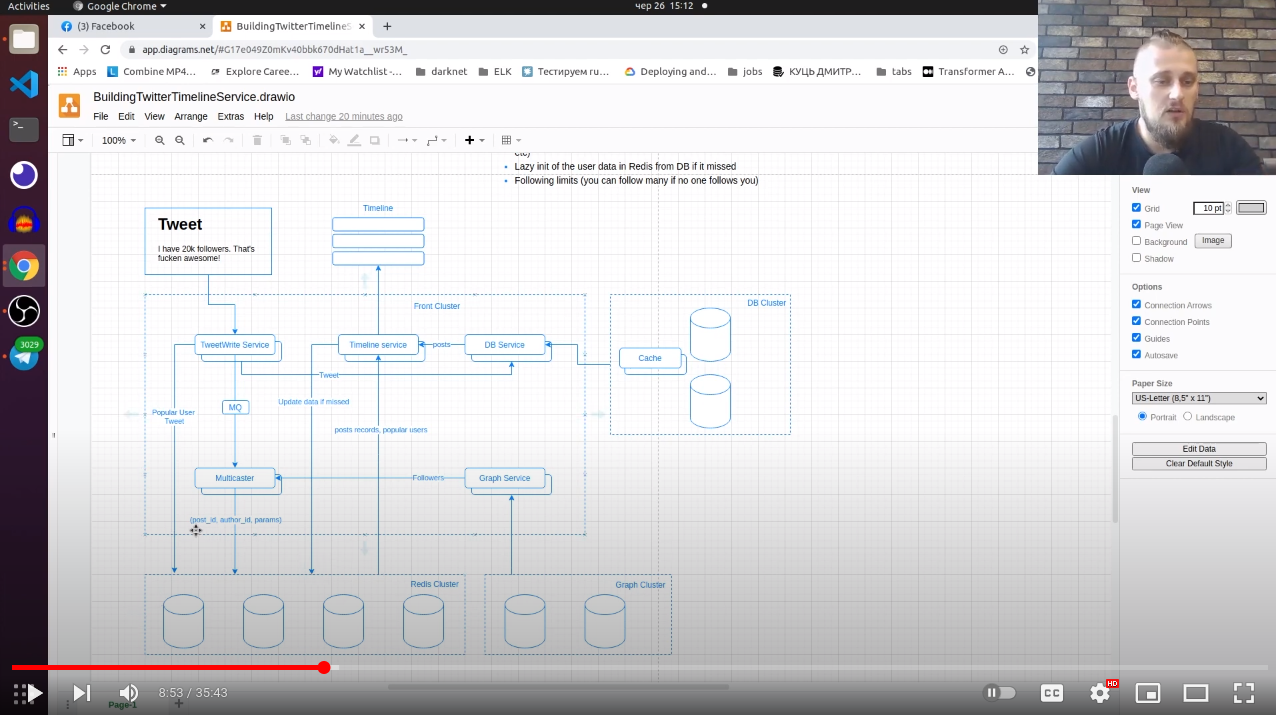 Google Chrome
чер 26 15:12
(3) Facebook
BuildingTwitterTimelineS
app.diagrams.net/#G17e049Z0mKv40bbk670dHat1a__wr53M_
Apps
Combine MP4...
Explore Caree...
My Watchlist -...
darknet
ELI
Тестируем ru...
Deploying and...
jobs
КУЦЬ ДМИТР...
tabs
Transformer A...
BuildingTwitterTimelineService.drawio
File Edit View Arrange Extras Help Last change 20 minutes ago
100%
etc)
Lazy init of the user data in Redis from DB if it missed
Following limits (you can follow many if no one follows you)
Tweet
I have 20k followers. That's
fucken awesome!
Timeline
Front Cluster
DB Cluster
TweetWrite Service
Timeline service
posts
DB Service
Cache
Tweet
MQ
Popular User
Tweet
Update data if missed
posts records, popular users
Multicaster
Followers
Graph Service
(post_id, author_id, params)
Redis Cluster
Graph Cluster
View
Grid
10 pt
Page View
Background
Image
Shadow
Options
Connection Arrows
Connection Points
Guides
Autosave
Paper Size
US-Letter (8,5" x 11")
Portrait
Landscape
Edit Data
Clear Default Style
3029
8:53 / 35:43
CC
HD
Page-1